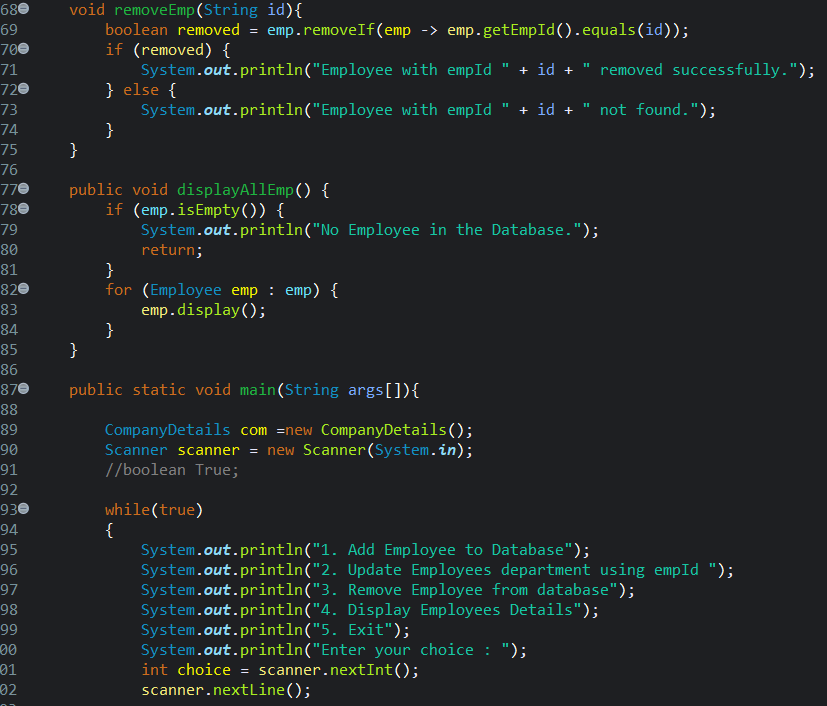 68 void removeEmp(String id){
69 boolean removed = emp.removeIf(emp -> emp.getEmpId().equals(id));
70 if (removed) {
71 System.out.println("Employee with empId " + id + " removed successfully.");
72 } else {
73 System.out.println("Employee with empId " + id + " not found.");
74 }
75 }
76
77 public void displayAllEmp() {
78 if (emp.isEmpty()) {
79 System.out.println("No Employee in the Database.");
80 return;
81 }
82 for (Employee emp : emp) {
83 emp.display();
84 }
85 }
86
87 public static void main(String args[]){
88
89 CompanyDetails com =new CompanyDetails();
90 Scanner scanner = new Scanner(System.in);
91 //boolean True;
92
93 while(true)
94 {
95 System.out.println("1. Add Employee to Database");
96 System.out.println("2. Update Employees department using empId ");
97 System.out.println("3. Remove Employee from database");
98 System.out.println("4. Display Employees Details");
99 System.out.println("5. Exit");
00 System.out.println("Enter your choice : ");
01 int choice = scanner.nextInt();
02 scanner.nextLine();